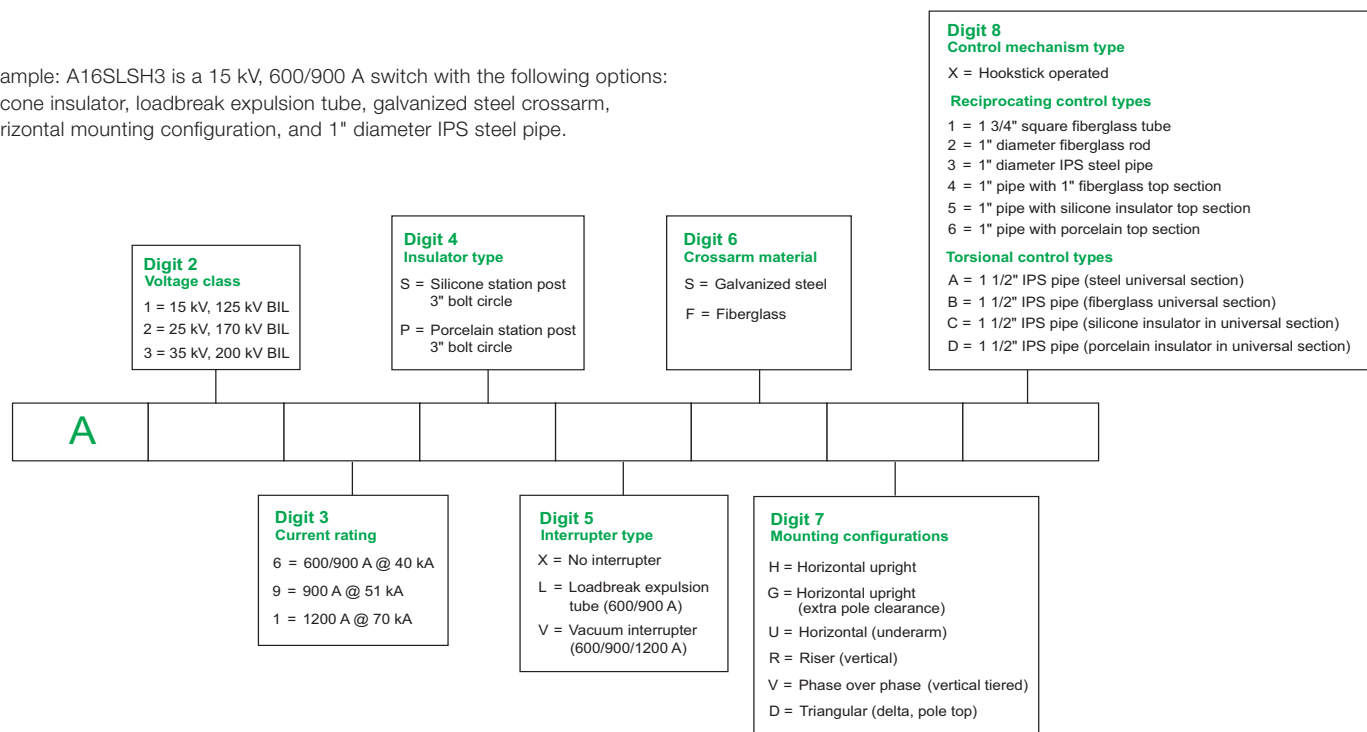 ample: A16SLSH3 is a 15 kV, 600/900 A switch with the following options:
cone insulator, loadbreak expulsion tube, galvanized steel crossarm,
rizontal mounting configuration, and 1" diameter IPS steel pipe.
Digit 8
Control mechanism type
X = Hookstick operated
Reciprocating control types
1 = 1 3/4" square fiberglass tube
2 = 1" diameter fiberglass rod
3 = 1" diameter IPS steel pipe
4 = 1" pipe with 1" fiberglass top section
5 = 1" pipe with silicone insulator top section
6 = 1" pipe with porcelain top section
Torsional control types
A = 1 1/2" IPS pipe (steel universal section)
B = 1 1/2" IPS pipe (fiberglass universal section)
C = 1 1/2" IPS pipe (silicone insulator in universal section)
D = 1 1/2" IPS pipe (porcelain insulator in universal section)
Digit 2
Voltage class
1 = 15 kV, 125 kV BIL
2 = 25 kV, 170 kV BIL
3 = 35 kV, 200 kV BIL
Digit 4
Insulator type
S = Silicone station post
3" bolt circle
P = Porcelain station post
3" bolt circle
Digit 6
Crossarm material
S = Galvanized steel
F = Fiberglass
A
Digit 3
Current rating
6 = 600/900 A @ 40 kA
9 = 900 A @ 51 kA
1 = 1200 A @ 70 kA
Digit 5
Interrupter type
X = No interrupter
L = Loadbreak expulsion
tube (600/900 A)
V = Vacuum interrupter
(600/900/1200 A)
Digit 7
Mounting configurations
H = Horizontal upright
G = Horizontal upright
(extra pole clearance)
U = Horizontal (underarm)
R = Riser (vertical)
V = Phase over phase (vertical tiered)
D = Triangular (delta, pole top)